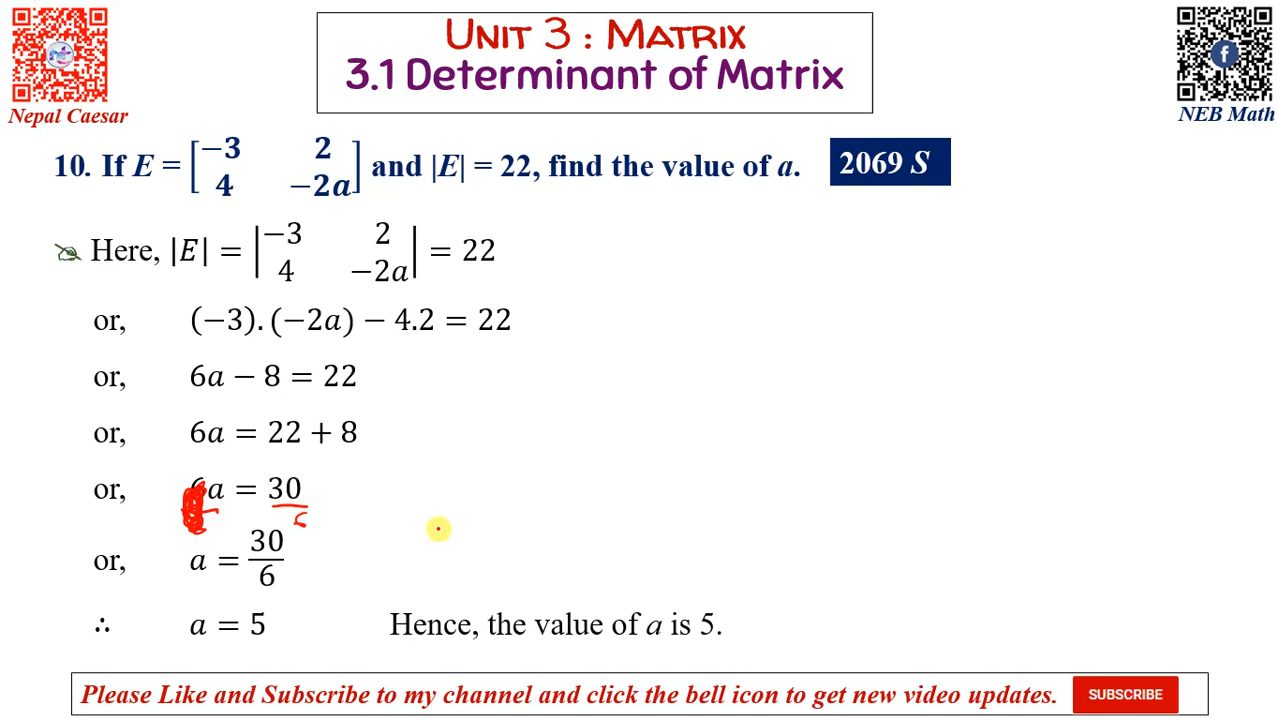 UNIT 3 : MATRIX
3.1 Determinant of Matrix
Nepal Caesar
NEB Math
10. If E = [−3 2 4 −2a] and |E| = 22, find the value of a. 2069 S
Here, |E| = |−3 2 4 −2a| = 22
or, (−3).(−2a) − 4.2 = 22
or, 6a − 8 = 22
or, 6a = 22 + 8
or, 6a = 30
or, a = 30/6
∴ a = 5 Hence, the value of a is 5.
Please Like and Subscribe to my channel and click the bell icon to get new video updates. SUBSCRIBE